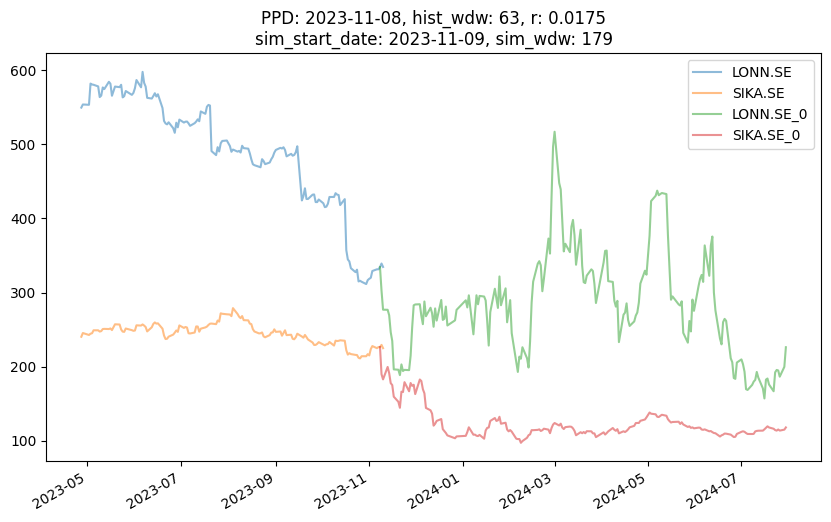 PPD: 2023-11-08, hist_wdw: 63, r: 0.0175
sim_start_date: 2023-11-09, sim_wdw: 179
LONN.SE
SIKA.SE
LONN.SE_0
SIKA.SE_0
600
500
400
300
200
100
2023-05
2023-07
2023-09
2023-11
2024-01
2024-03
2024-05
2024-07